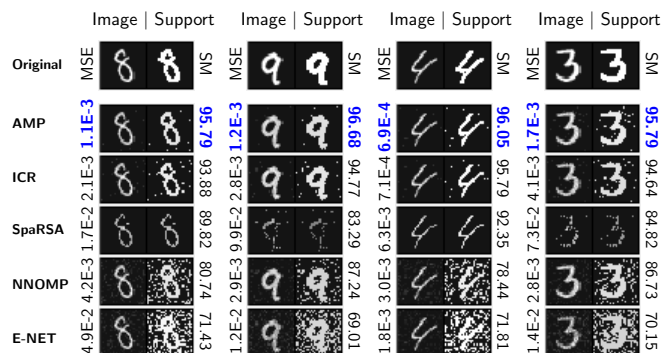 Image | Support Image | Support Image | Support Image | Support
Original MSE SM MSE SM MSE SM MSE SM
AMP 1.1E-3 95.79 1.2E-3 96.68 6.9E-4 96.05 1.7E-3 95.79
ICR 2.1E-3 93.88 2.8E-3 94.77 7.1E-4 95.79 4.1E-3 94.64
SpaRSA 1.7E-2 89.82 6.9E-2 83.29 6.3E-3 92.35 7.3E-2 84.82
NNOMP 4.2E-3 80.74 2.9E-3 87.24 3.0E-3 78.44 2.8E-3 86.73
E-NET 4.9E-2 71.43 1.2E-2 69.01 1.8E-3 71.81 1.4E-2 70.15